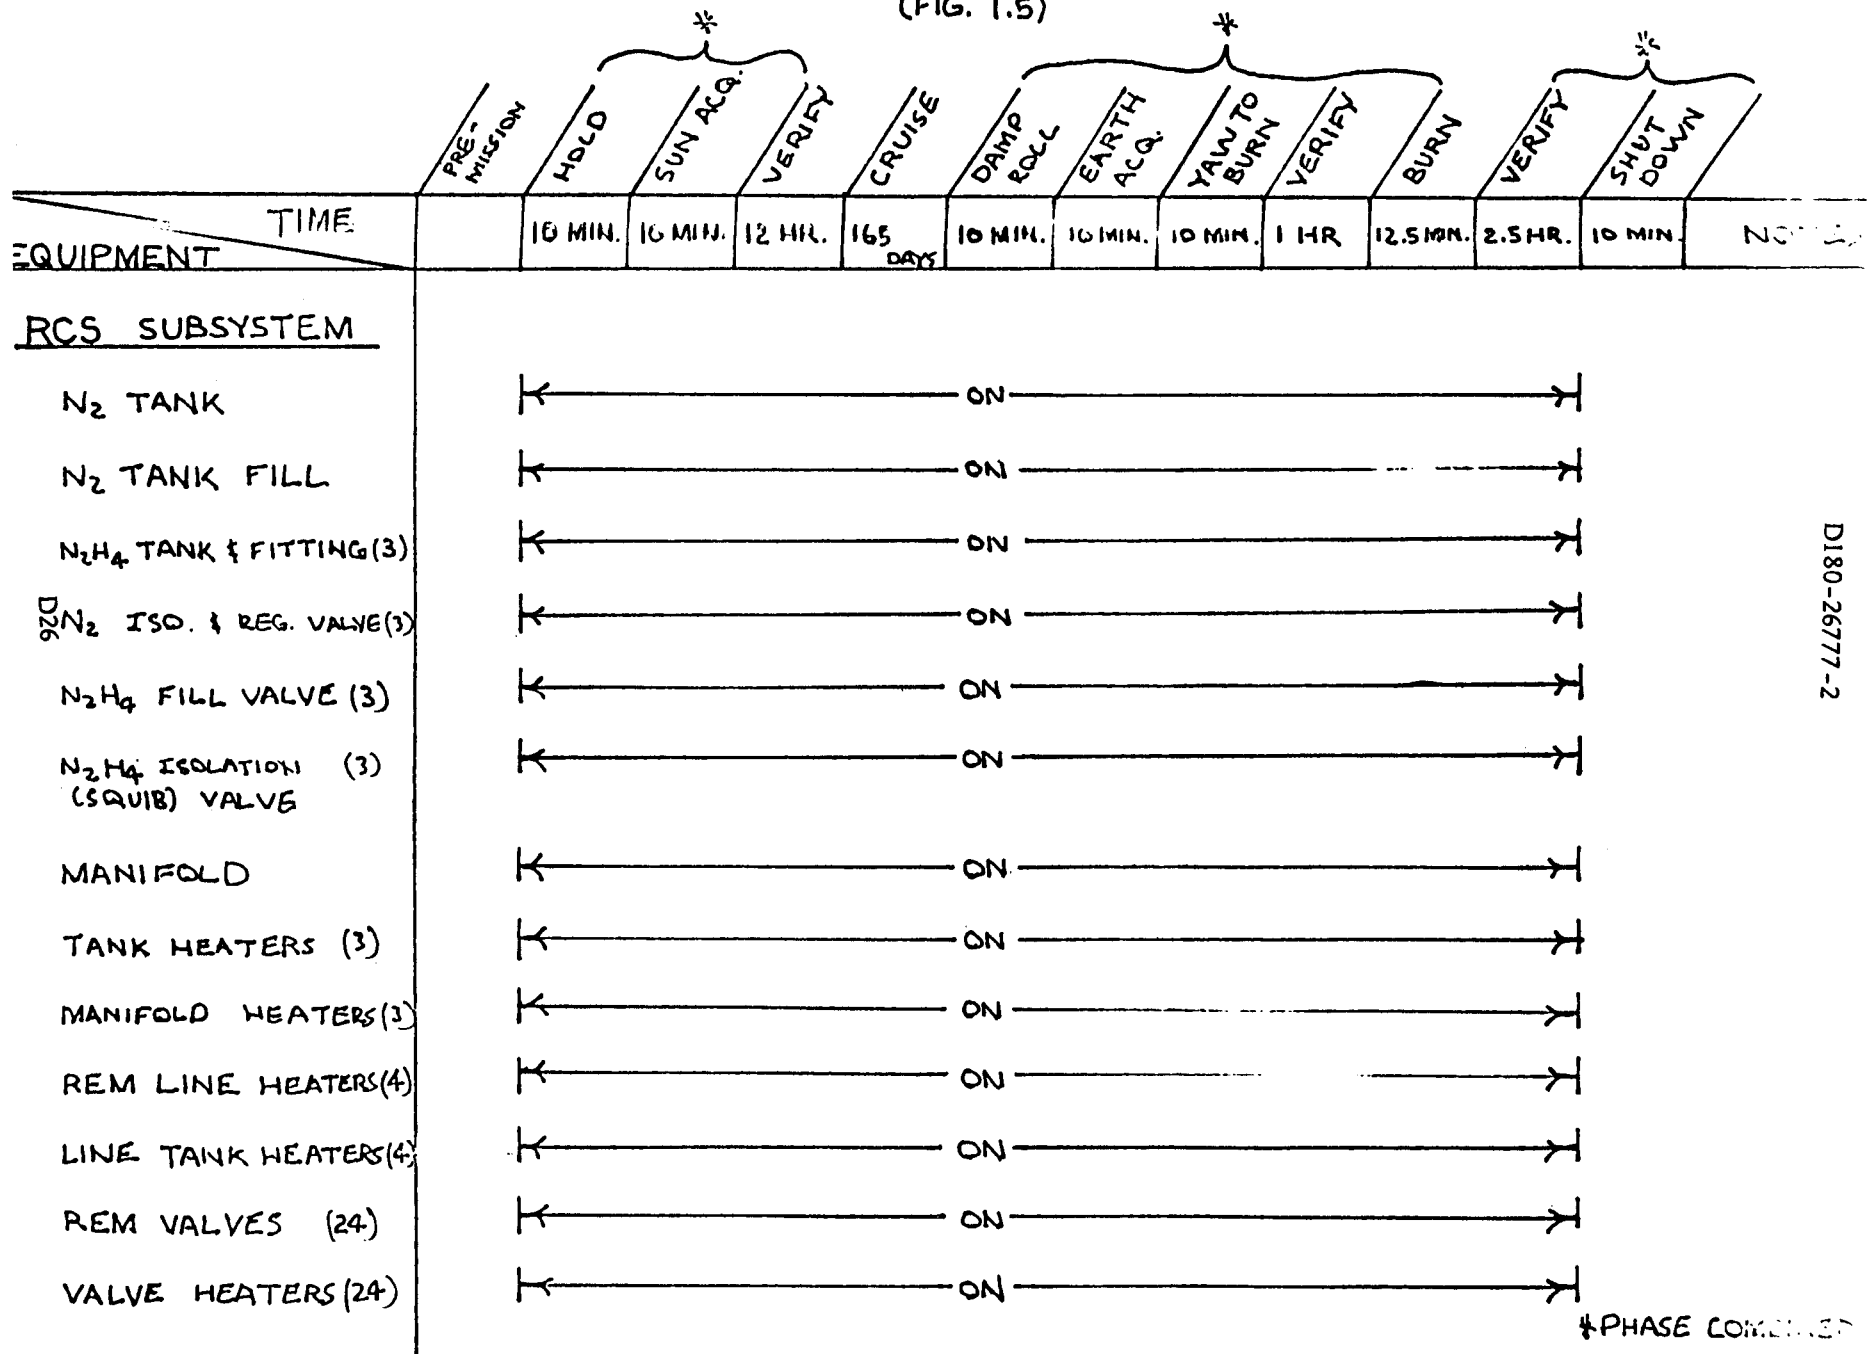 (FIG. 1.5)
* * *
PRE-MISSION HOLD SUN ACQ. VERIFY CRUISE DAMP ROLL EARTH ACQ. YAW TO BURN VERIFY BURN VERIFY SHUT DOWN
TIME
EQUIPMENT
10 MIN. 10 MIN. 12 HR. 165 DAYS 10 MIN. 10 MIN. 10 MIN. 1 HR 12.5 MIN. 2.5 HR. 10 MIN.
RCS SUBSYSTEM
N2 TANK ON
N2 TANK FILL ON
N2H4 TANK & FITTING (3) ON
N2 ISO. & REG. VALVE (3) ON
N2H4 FILL VALVE (3) ON
N2H4 ISOLATION (3) ON
(SQUIB) VALVE
MANIFOLD ON
TANK HEATERS (3) ON
MANIFOLD HEATERS (3) ON
REM LINE HEATERS (4) ON
LINE TANK HEATERS (4) ON
REM VALVES (24) ON
VALVE HEATERS (24) ON
* PHASE
D26
D180-26777-2